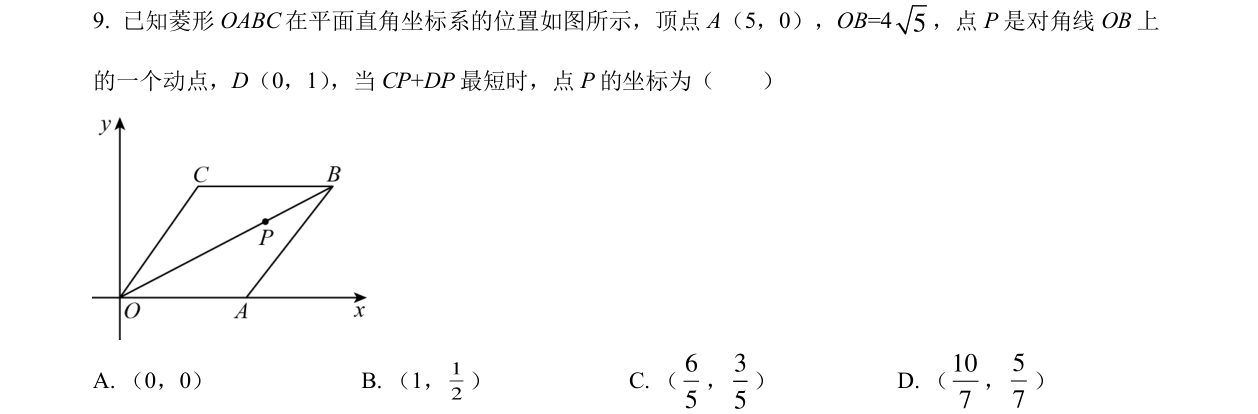 9. 已知菱形 OABC 在平面直角坐标系的位置如图所示，顶点 A（5，0），OB=4√5，点 P 是对角线 OB 上
的一个动点，D（0，1），当 CP+DP 最短时，点 P 的坐标为（　　）
y
C B
P
O A x
A.（0，0） B.（1，1/2） C.（6/5，3/5） D.（10/7，5/7）